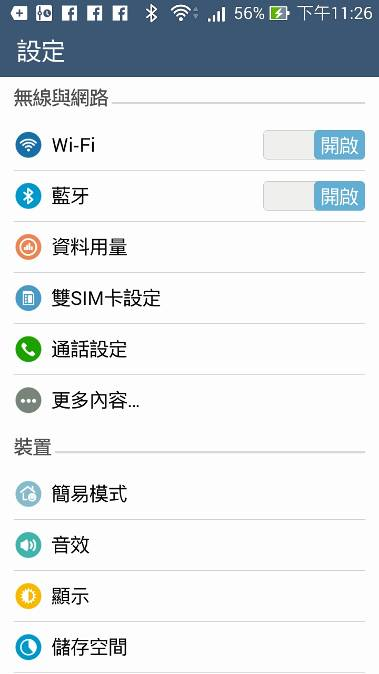 56% 下午11:26
設定
無線與網路
Wi-Fi 開啟
藍牙 開啟
資料用量
雙SIM卡設定
通話設定
更多內容...
裝置
簡易模式
音效
顯示
儲存空間